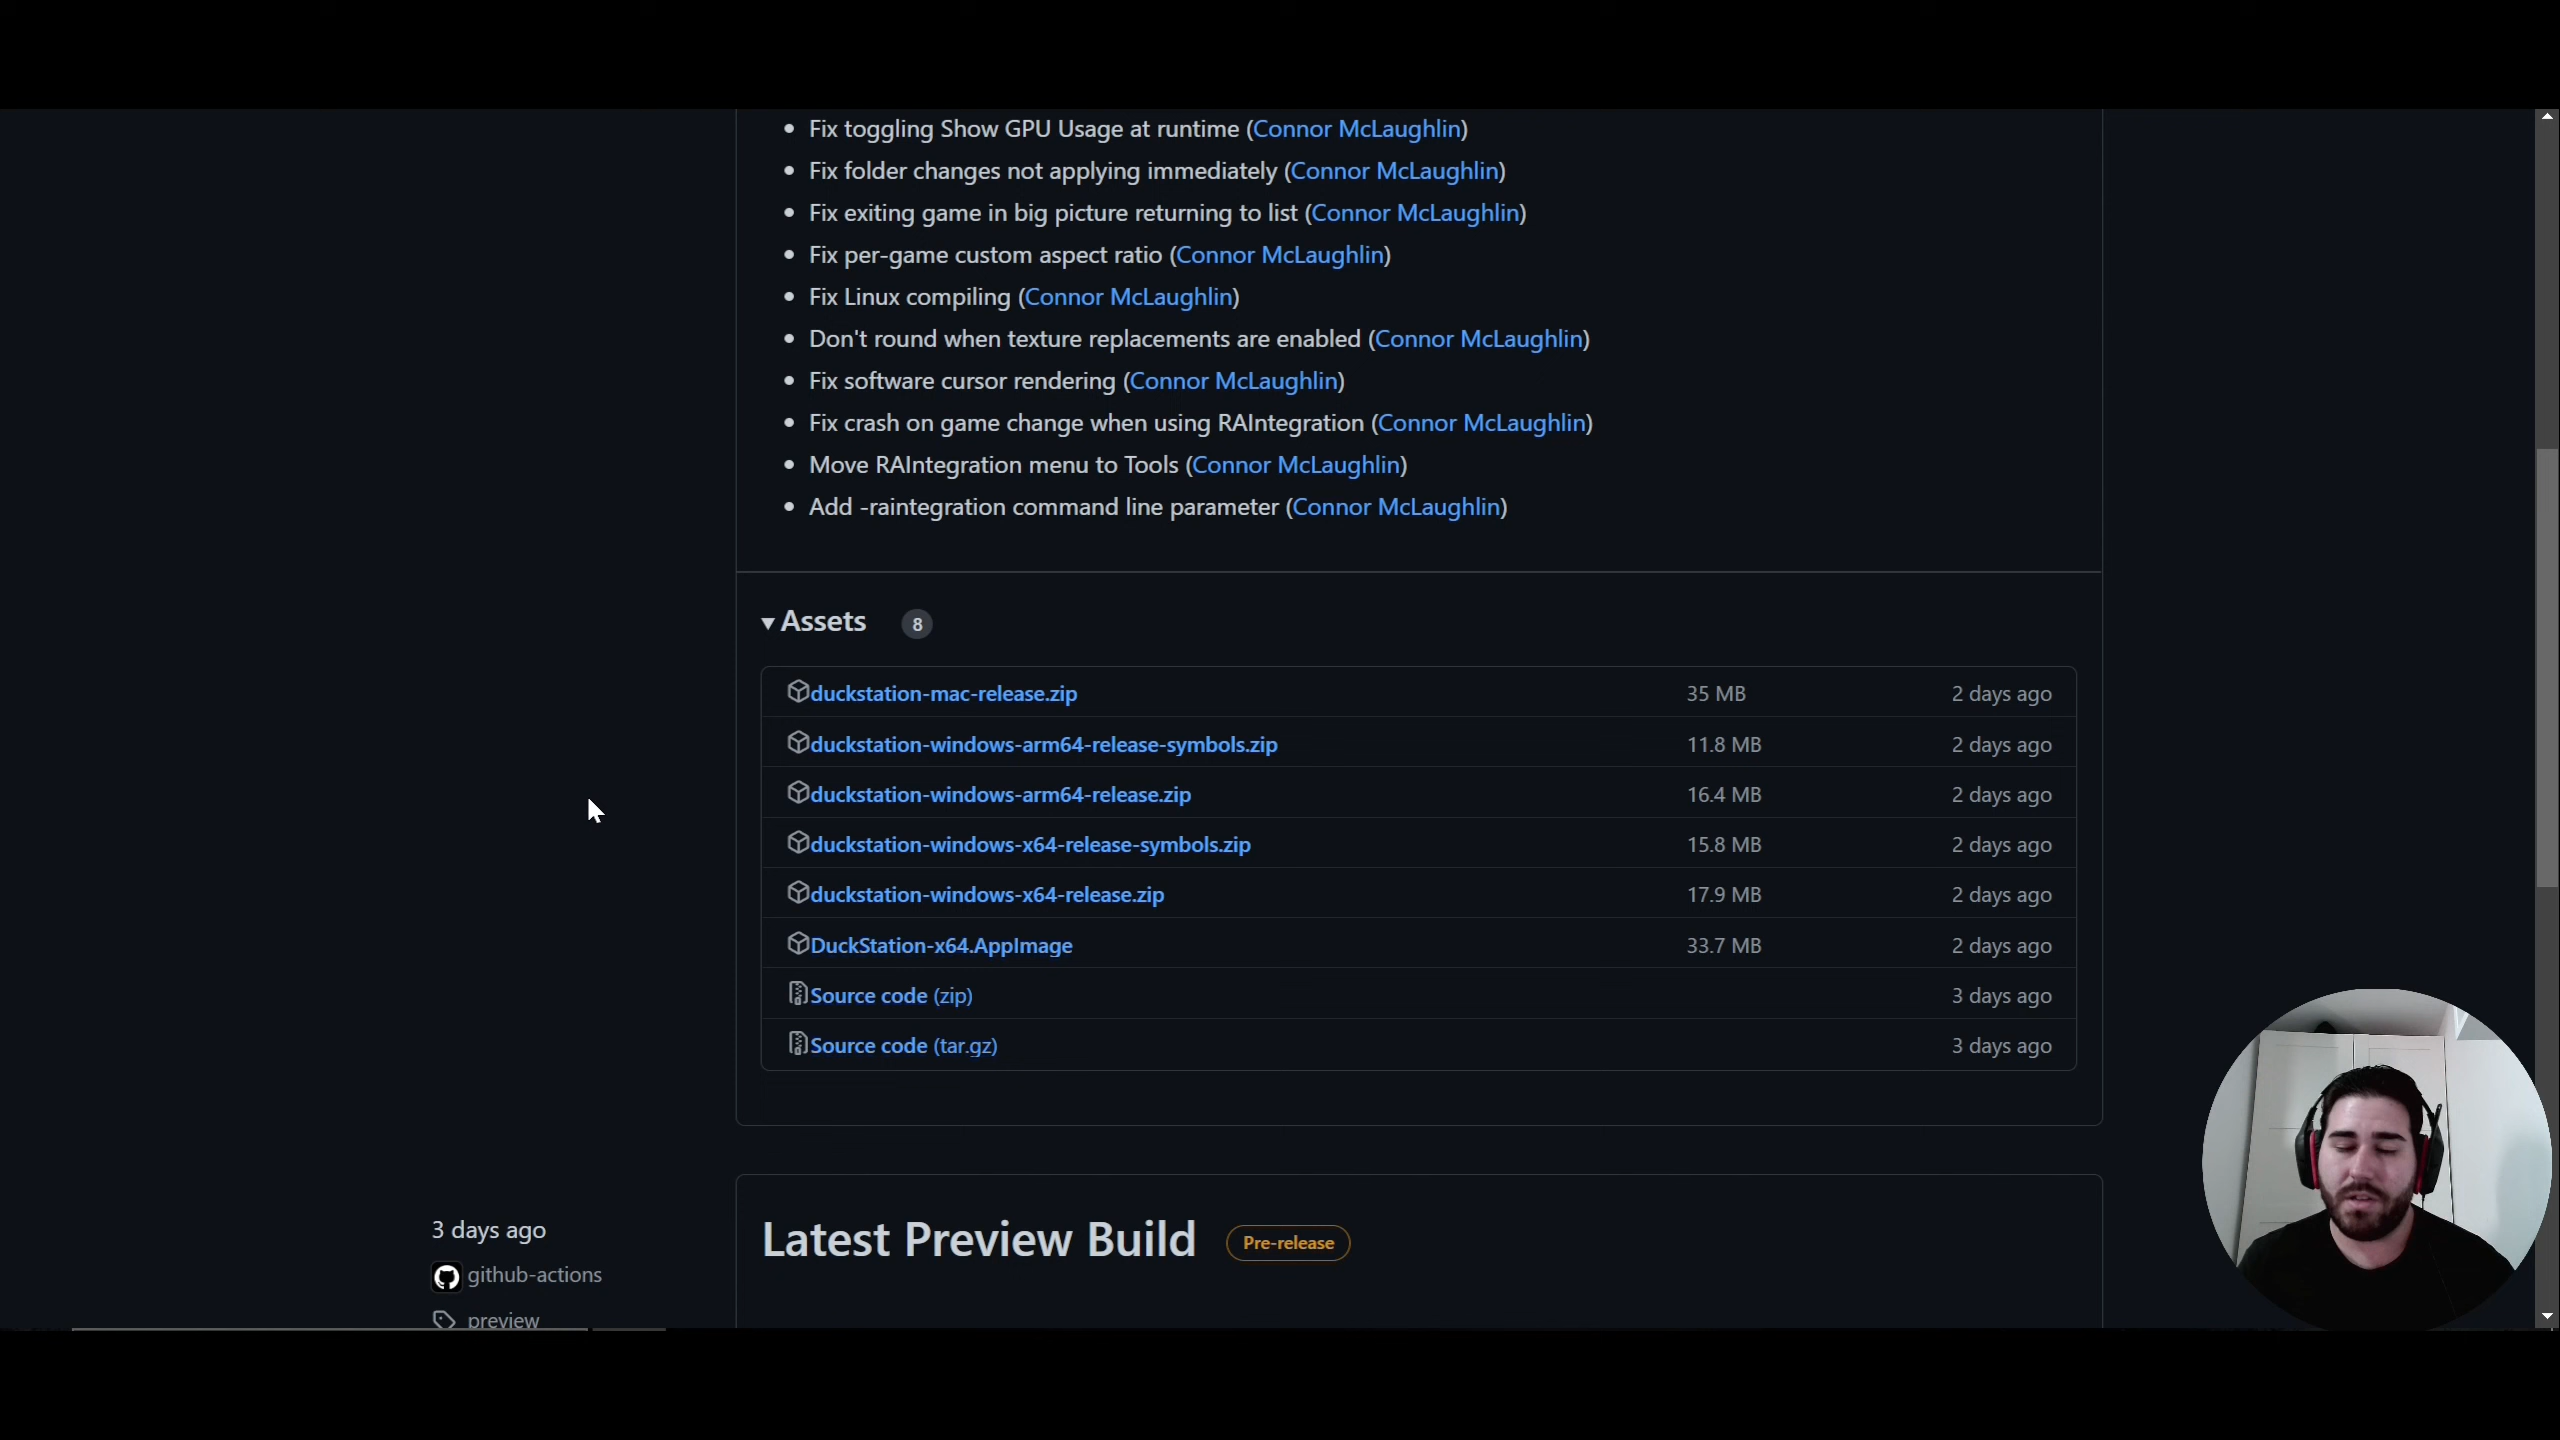 • Fix toggling Show GPU Usage at runtime (Connor McLaughlin)
• Fix folder changes not applying immediately (Connor McLaughlin)
• Fix exiting game in big picture returning to list (Connor McLaughlin)
• Fix per-game custom aspect ratio (Connor McLaughlin)
• Fix Linux compiling (Connor McLaughlin)
• Don't round when texture replacements are enabled (Connor McLaughlin)
• Fix software cursor rendering (Connor McLaughlin)
• Fix crash on game change when using RAIntegration (Connor McLaughlin)
• Move RAIntegration menu to Tools (Connor McLaughlin)
• Add -raintegration command line parameter (Connor McLaughlin)
▾ Assets 8
duckstation-mac-release.zip 35 MB 2 days ago
duckstation-windows-arm64-release-symbols.zip 11.8 MB 2 days ago
duckstation-windows-arm64-release.zip 16.4 MB 2 days ago
duckstation-windows-x64-release-symbols.zip 15.8 MB 2 days ago
duckstation-windows-x64-release.zip 17.9 MB 2 days ago
DuckStation-x64.AppImage 33.7 MB 2 days ago
Source code (zip) 3 days ago
Source code (tar.gz) 3 days ago
3 days ago
github-actions
preview
Latest Preview Build Pre-release